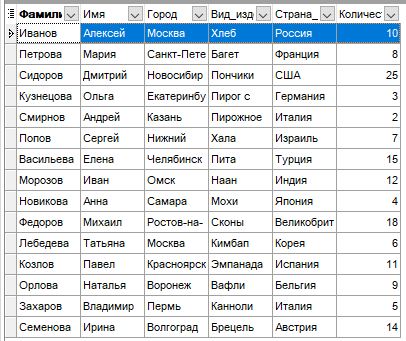 Фамиль Имя Город Вид_изд Страна_ Количест
Иванов Алексей Москва Хлеб Россия 10
Петрова Мария Санкт-Пете Багет Франция 8
Сидоров Дмитрий Новосибир Пончики США 25
Кузнецова Ольга Екатеринбу Пирог с Германия 3
Смирнов Андрей Казань Пирожное Италия 2
Попов Сергей Нижний Хала Израиль 7
Васильева Елена Челябинск Пита Турция 15
Морозов Иван Омск Наан Индия 12
Новикова Анна Самара Мохи Япония 4
Федоров Михаил Ростов-на- Сконы Великобрит 18
Лебедева Татьяна Москва Кимбап Корея 6
Козлов Павел Красноярск Эмпанада Испания 11
Орлова Наталья Воронеж Вафли Бельгия 9
Захаров Владимир Пермь Канноли Италия 5
Семенова Ирина Волгоград Брецель Австрия 14